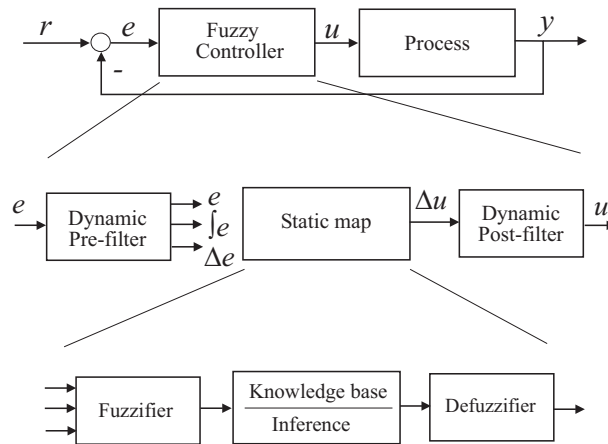 r
e
-
Fuzzy
Controller
u
Process
y
e
Dynamic
Pre-filter
e
∫e
Δe
Static map
Δu
Dynamic
Post-filter
u
Fuzzifier
Knowledge base
Inference
Defuzzifier